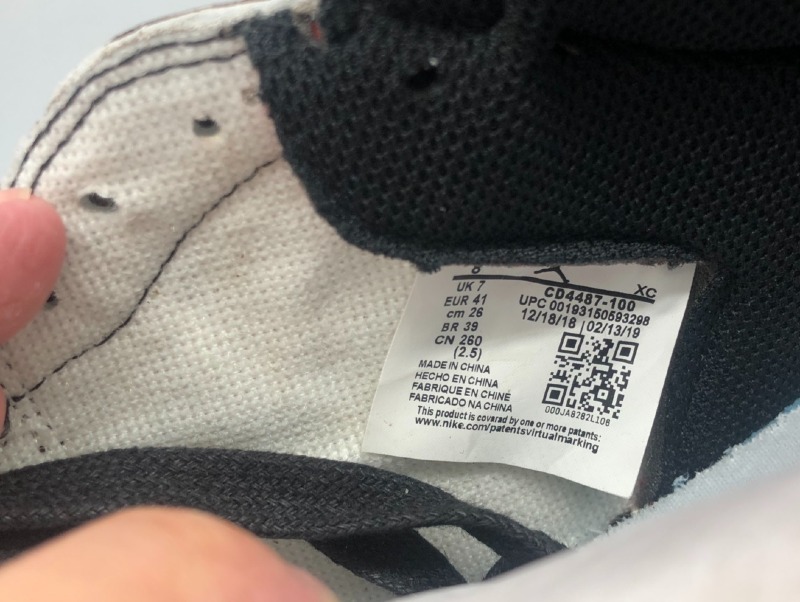 8
UK 7
EUR 41
cm 26
BR 39
CN 260
(2.5)
XC
CD4487-100
UPC 00193150593298
12/18/18 | 02/13/19
000JA8282L108
MADE IN CHINA
HECHO EN CHINA
FABRIQUE EN CHINE
FABRICADO NA CHINA
This product is covered by one or more patents:
www.nike.com/patentsvirtualmarking